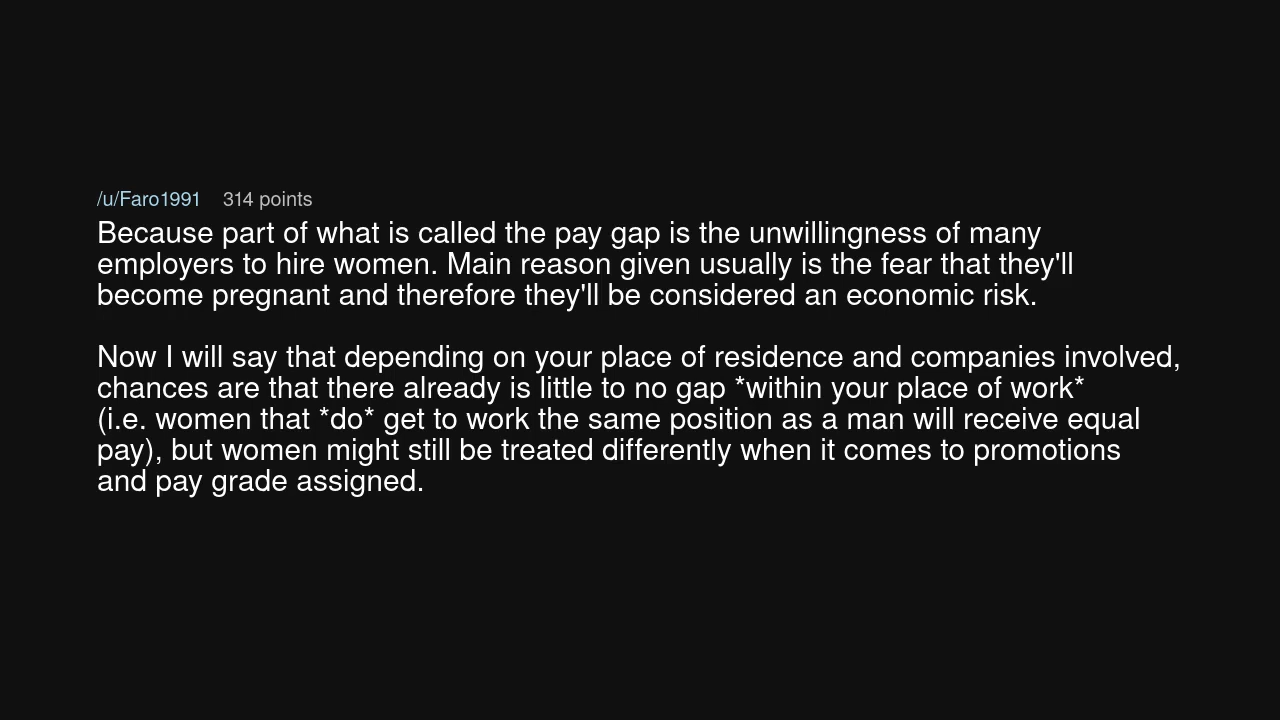 /u/Faro1991 314 points
Because part of what is called the pay gap is the unwillingness of many
employers to hire women. Main reason given usually is the fear that they'll
become pregnant and therefore they'll be considered an economic risk.
Now I will say that depending on your place of residence and companies involved,
chances are that there already is little to no gap *within your place of work*
(i.e. women that *do* get to work the same position as a man will receive equal
pay), but women might still be treated differently when it comes to promotions
and pay grade assigned.